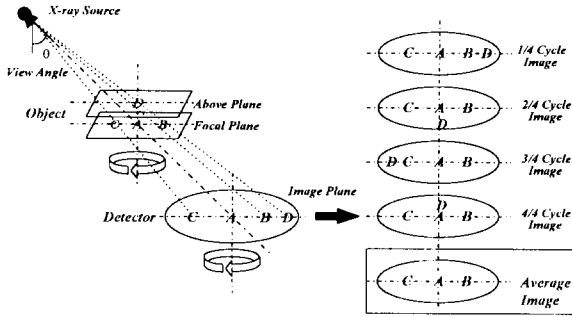 X-ray Source
θ
View Angle
Object
D
Above Plane
C A B
Focal Plane
Image Plane
Detector
C A B D
C A B D
1/4 Cycle
Image
C A B
D
2/4 Cycle
Image
D C A B
3/4 Cycle
Image
D
C A B
4/4 Cycle
Image
C A B
Average
Image